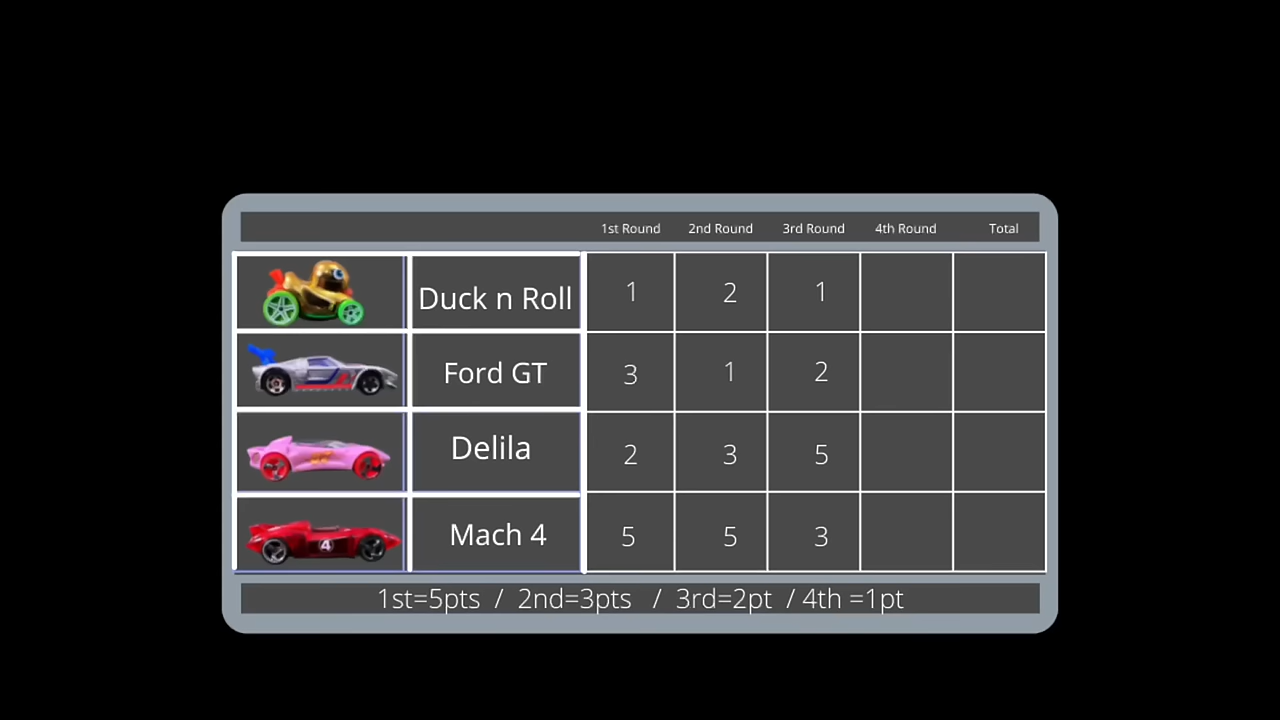 1st Round 2nd Round 3rd Round 4th Round Total
Duck n Roll 1 2 1
Ford GT 3 1 2
Delila 2 3 5
Mach 4 5 5 3
4
1st=5pts / 2nd=3pts / 3rd=2pt / 4th =1pt